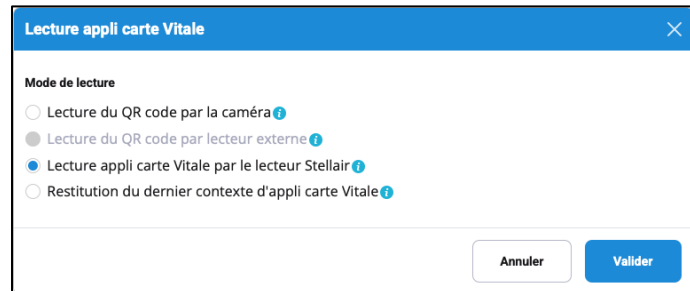 Lecture appli carte Vitale
Mode de lecture
Lecture du QR code par la caméra
Lecture du QR code par lecteur externe
Lecture appli carte Vitale par le lecteur Stellair
Restitution du dernier contexte d'appli carte Vitale
Annuler
Valider